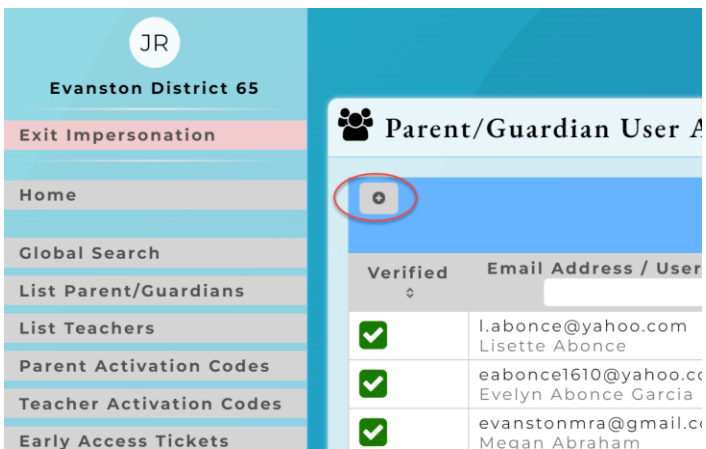 JR
Evanston District 65
Exit Impersonation
Home
Global Search
List Parent/Guardians
List Teachers
Parent Activation Codes
Teacher Activation Codes
Early Access Tickets
Parent/Guardian User A
Verified
Email Address / User
l.abonce@yahoo.com
Lisette Abonce
eabonce1610@yahoo.co
Evelyn Abonce Garcia
evanstonmra@gmail.co
Megan Abraham